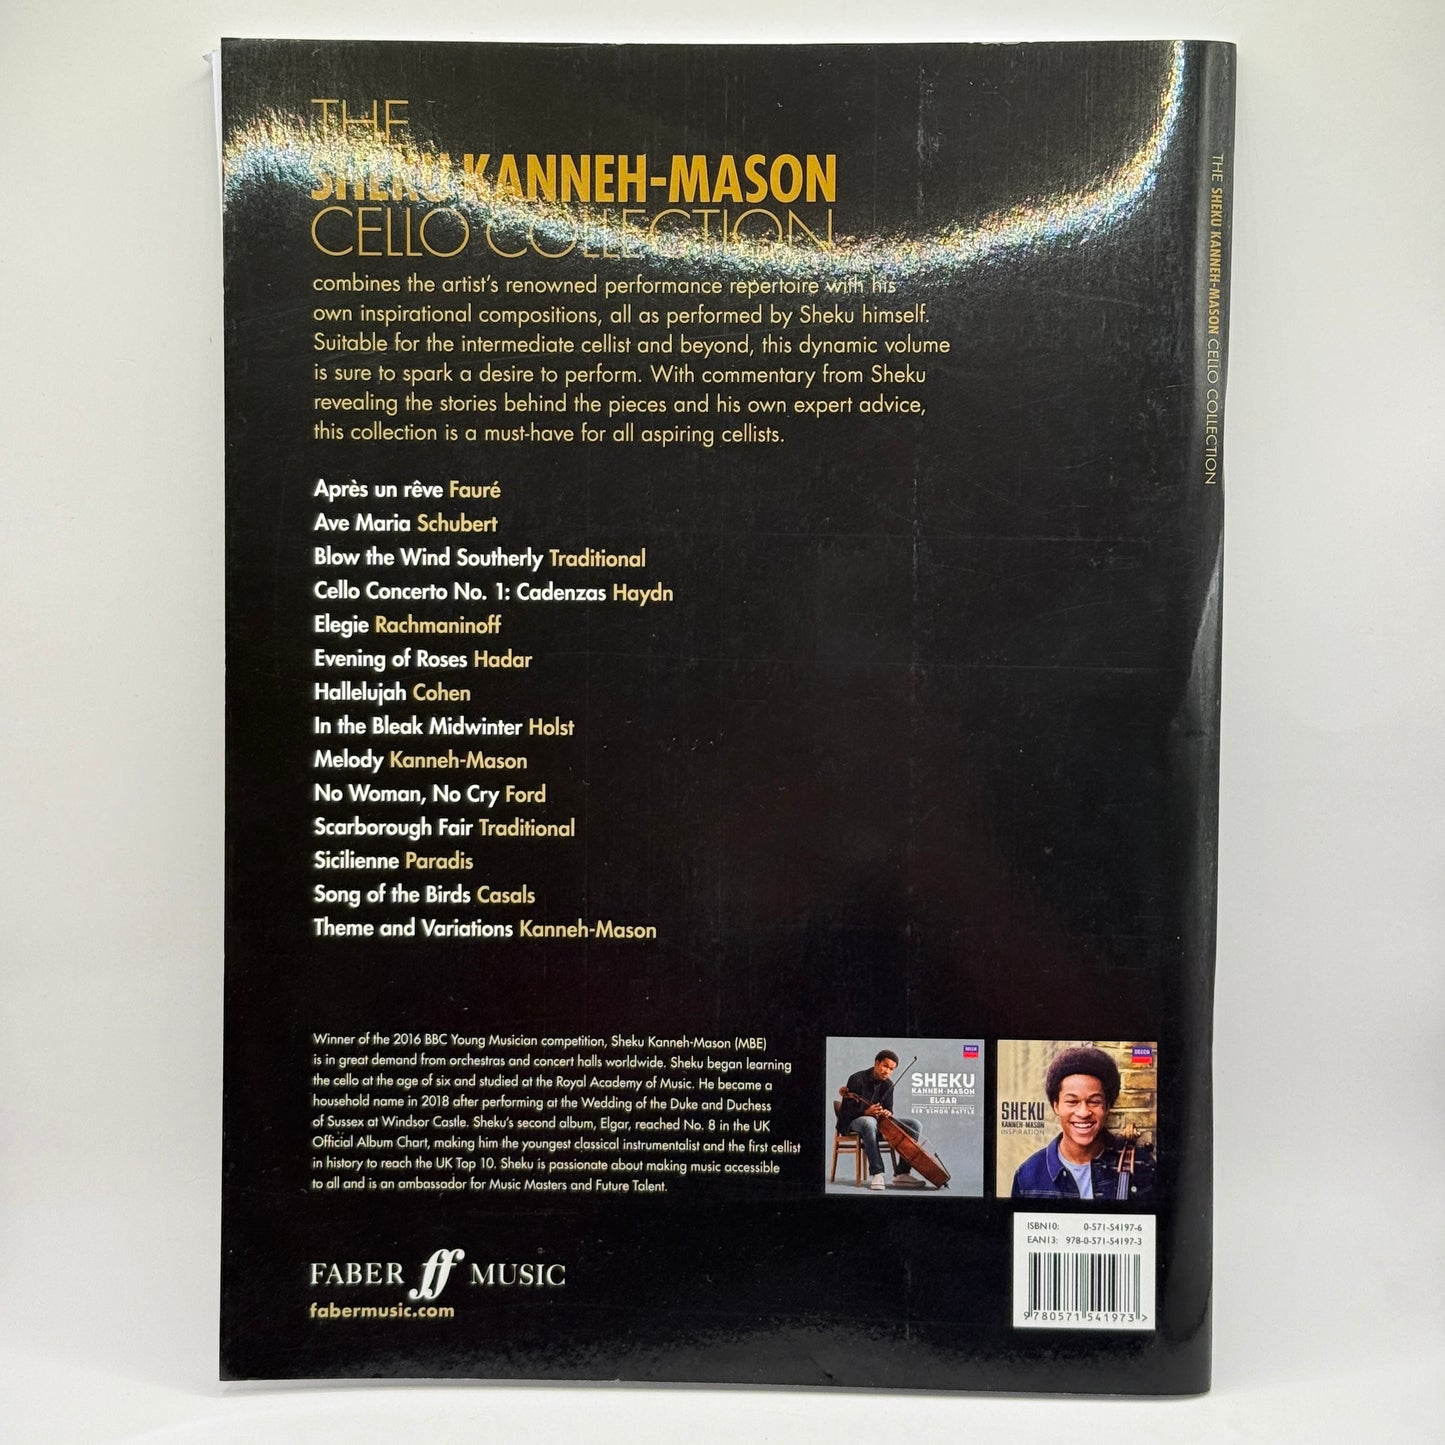 THE
SHEKU KANNEH-MASON
CELLO COLLECTION
combines the artist's renowned performance repertoire with his
own inspirational compositions, all as performed by Sheku himself.
Suitable for the intermediate cellist and beyond, this dynamic volume
is sure to spark a desire to perform. With commentary from Sheku
revealing the stories behind the pieces and his own expert advice,
this collection is a must-have for all aspiring cellists.
Après un rêve Fauré
Ave Maria Schubert
Blow the Wind Southerly Traditional
Cello Concerto No. 1: Cadenzas Haydn
Elegie Rachmaninoff
Evening of Roses Hadar
Hallelujah Cohen
In the Bleak Midwinter Holst
Melody Kanneh-Mason
No Woman, No Cry Ford
Scarborough Fair Traditional
Sicilienne Paradis
Song of the Birds Casals
Theme and Variations Kanneh-Mason
Winner of the 2016 BBC Young Musician competition, Sheku Kanneh-Mason (MBE)
is in great demand from orchestras and concert halls worldwide. Sheku began learning
the cello at the age of six and studied at the Royal Academy of Music. He became a
household name in 2018 after performing at the Wedding of the Duke and Duchess
of Sussex at Windsor Castle. Sheku's second album, Elgar, reached No. 8 in the UK
Official Album Chart, making him the youngest classical instrumentalist and the first cellist
in history to reach the UK Top 10. Sheku is passionate about making music accessible
to all and is an ambassador for Music Masters and Future Talent.
DECCA
SHEKU
KANNEH-MASON
ELGAR
SIR SIMON RATTLE
DECCA
SHEKU
KANNEH-MASON
INSPIRATION
ISBN10: 0-571-54197-6
EAN13: 978-0-571-54197-3
9 780571 541973 >
FABER ff MUSIC
fabermusic.com
THE SHEKU KANNEH-MASON CELLO COLLECTION